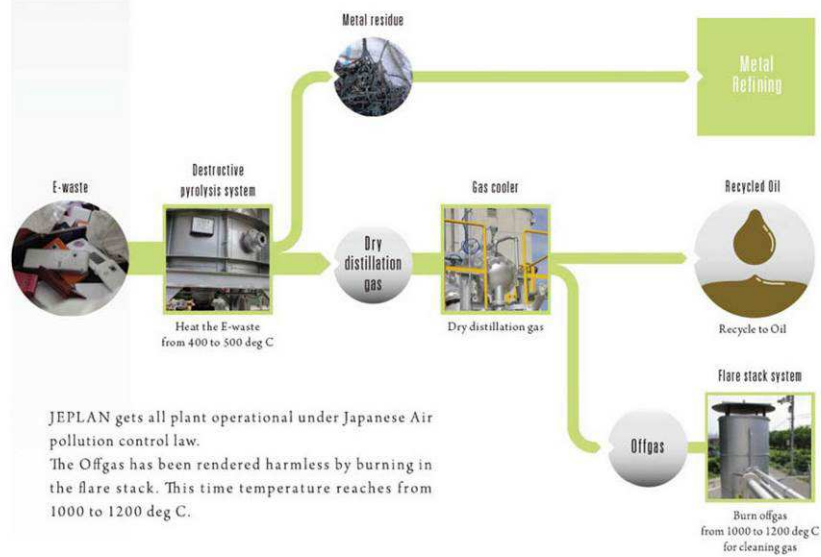 Metal residue
Metal
Refining
E-waste
Destructive
pyrolysis system
Dry
distillation
gas
Gas cooler
Recycled Oil
Heat the E-waste
from 400 to 500 deg C
Dry distillation gas
Recycle to Oil
Flare stack system
Offgas
Burn offgas
from 1000 to 1200 deg C
for cleaning gas
JEPLAN gets all plant operational under Japanese Air
pollution control law.
The Offgas has been rendered harmless by burning in
the flare stack. This time temperature reaches from
1000 to 1200 deg C.